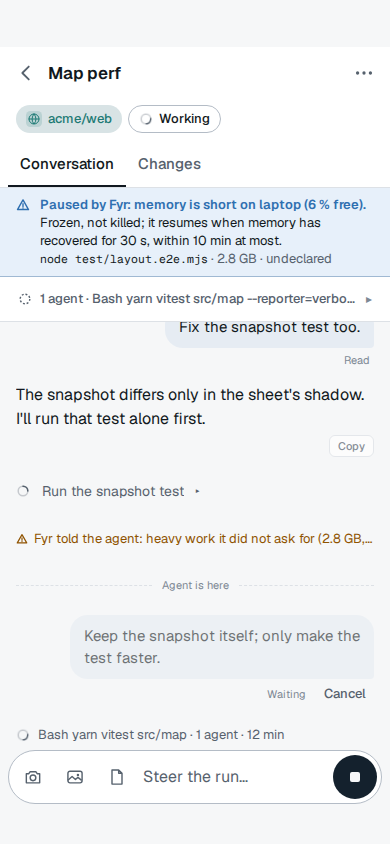 Map perf
acme/web
Working
Conversation
Changes
Paused by Fyr: memory is short on laptop (6 % free).
Frozen, not killed; it resumes when memory has
recovered for 30 s, within 10 min at most.
node test/layout.e2e.mjs · 2.8 GB · undeclared
1 agent · Bash yarn vitest src/map --reporter=verbo…
Fix the snapshot test too.
Read
The snapshot differs only in the sheet's shadow.
I'll run that test alone first.
Copy
Run the snapshot test
Fyr told the agent: heavy work it did not ask for (2.8 GB,…
Agent is here
Keep the snapshot itself; only make the
test faster.
Waiting
Cancel
Bash yarn vitest src/map · 1 agent · 12 min
Steer the run…